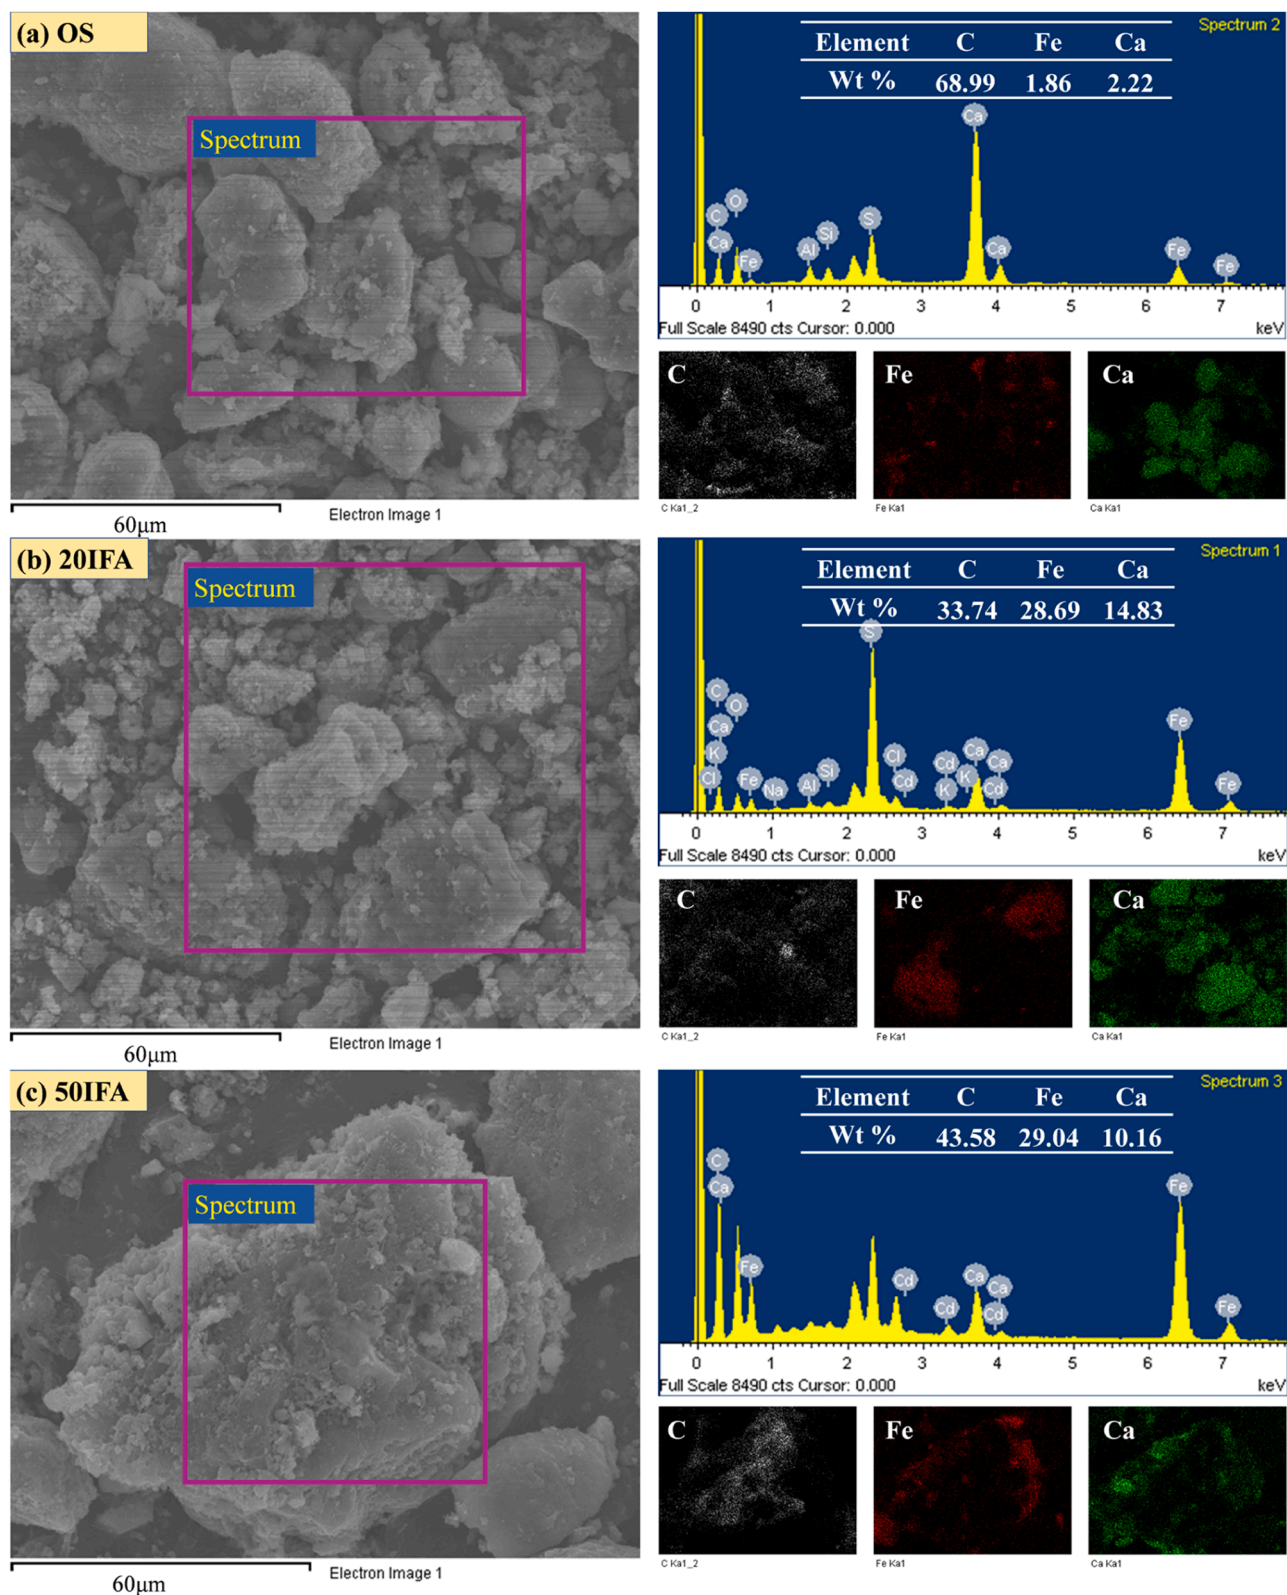 (a) OS
Spectrum
60μm
Electron Image 1
Spectrum 2
Element C Fe Ca
Wt % 68.99 1.86 2.22
Ca
O
C
Ca
Fe
Al
Si
S
Ca
Fe
Fe
0 1 2 3 4 5 6 7
Full Scale 8490 cts Cursor: 0.000
keV
C
Fe
Ca
C Ka1_2
Fe Ka1
Ca Ka1
(b) 20IFA
Spectrum
60μm
Electron Image 1
Spectrum 1
Element C Fe Ca
Wt % 33.74 28.69 14.83
S
C
O
Ca
K
Cl
Fe
Na
Al
Si
Cl
Cd
Cd
K
K
Ca
Ca
Cd
Fe
Fe
0 1 2 3 4 5 6 7
Full Scale 8490 cts Cursor: 0.000
keV
C
Fe
Ca
C Ka1_2
Fe Ka1
Ca Ka1
(c) 50IFA
Spectrum
60μm
Electron Image 1
Spectrum 3
Element C Fe Ca
Wt % 43.58 29.04 10.16
C
Ca
Fe
Cd
Cd
Ca
Ca
Cd
Fe
Fe
0 1 2 3 4 5 6 7
Full Scale 8490 cts Cursor: 0.000
keV
C
Fe
Ca
C Ka1_2
Fe Ka1
Ca Ka1